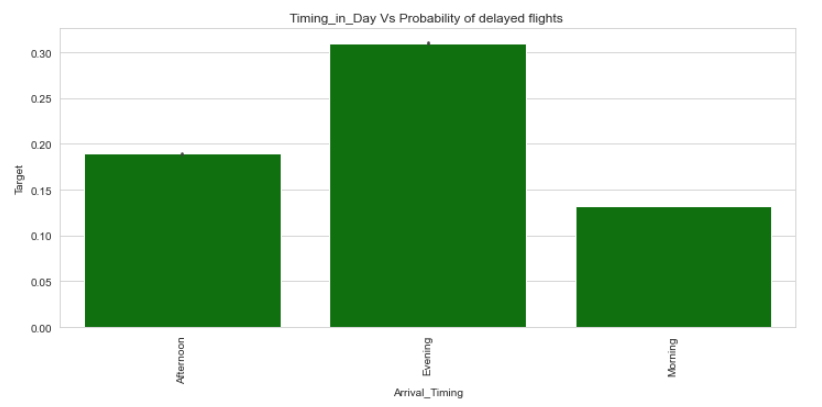 Timing_in_Day Vs Probability of delayed flights
0.30
0.25
0.20
0.15
0.10
0.05
0.00
Target
Afternoon
Evening
Morning
Arrival_Timing